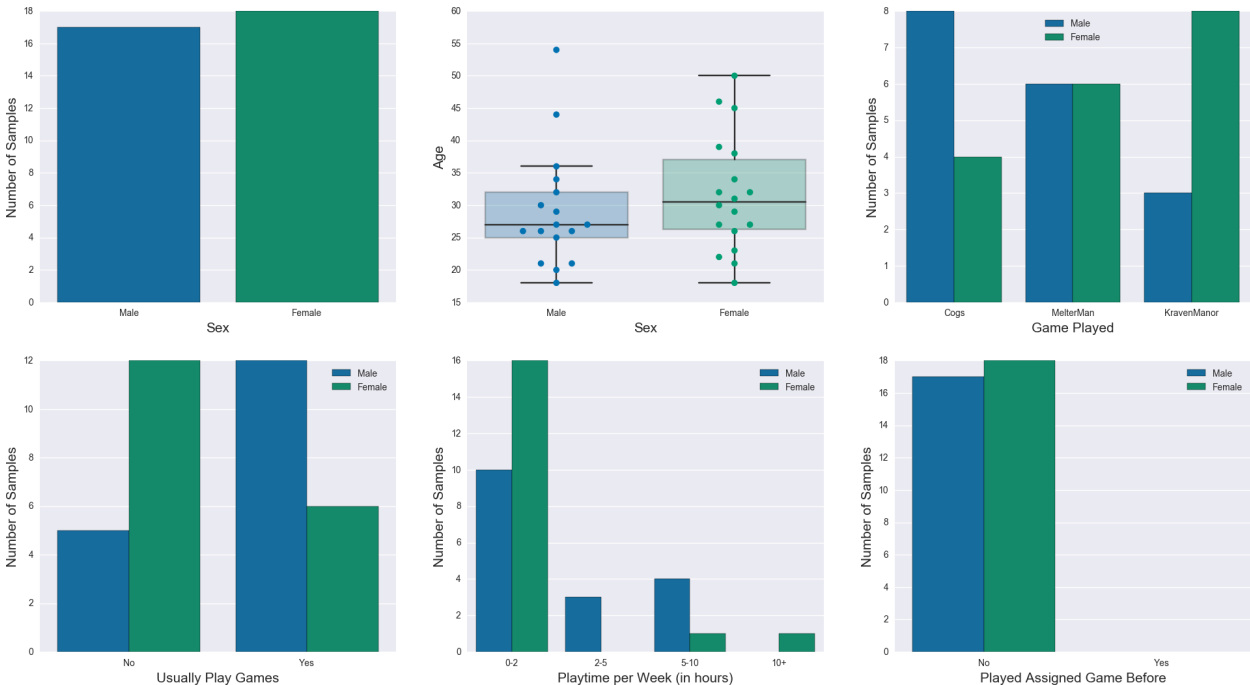 18
16
14
12
10
8
6
4
2
0
Number of Samples
Male Female
Sex
60
55
50
45
40
35
30
25
20
15
Age
Male Female
Sex
8
7
6
5
4
3
2
1
0
Number of Samples
Male
Female
Cogs MelterMan KravenManor
Game Played
12
10
8
6
4
2
0
Number of Samples
Male
Female
No Yes
Usually Play Games
16
14
12
10
8
6
4
2
0
Number of Samples
Male
Female
0-2 2-5 5-10 10+
Playtime per Week (in hours)
18
16
14
12
10
8
6
4
2
0
Number of Samples
Male
Female
No Yes
Played Assigned Game Before